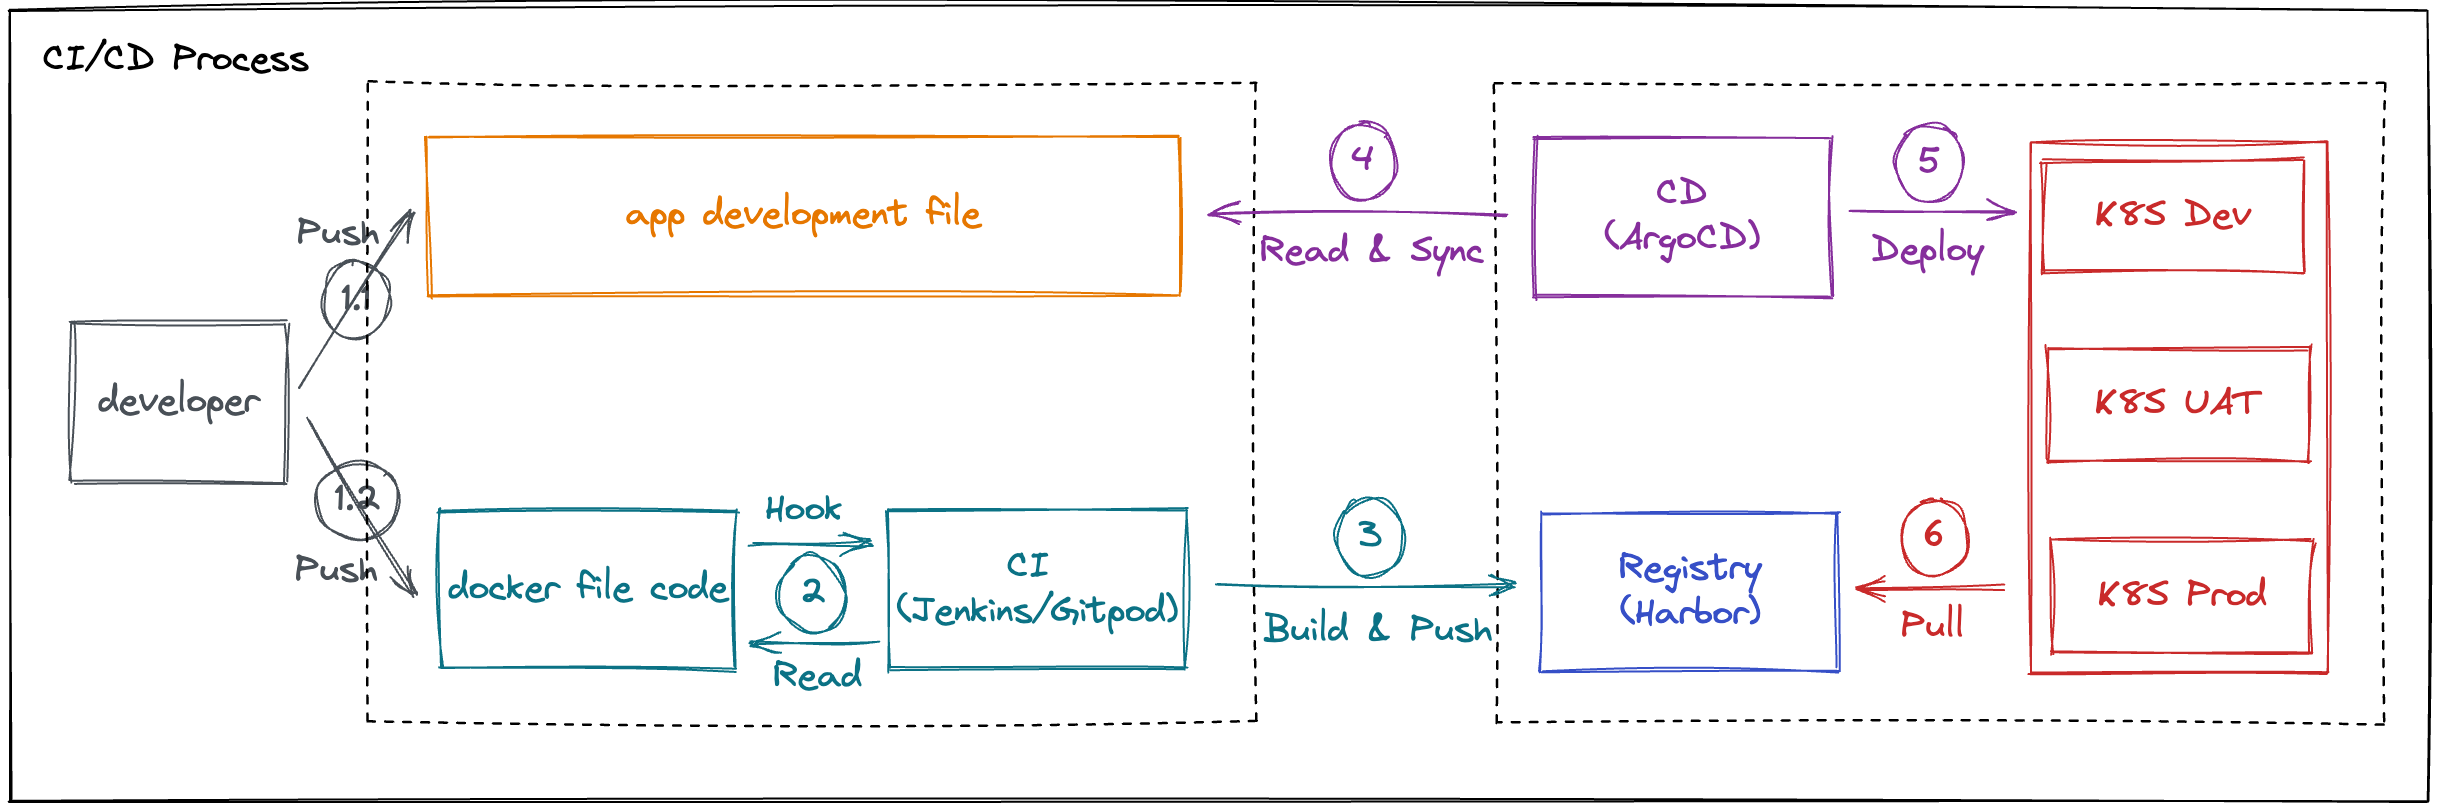 CI/CD Process
Push
1.1
developer
1.2
Push
app development file
docker file code
Hook
2
Read
CI
(Jenkins/Gitpod)
4
Read & Sync
3
Build & Push
CD
(ArgoCD)
5
Deploy
Registry
(Harbor)
6
Pull
K8S Dev
K8S UAT
K8S Prod